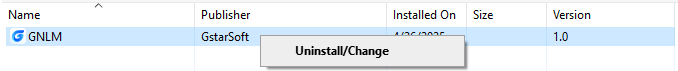 Name Publisher Installed On Size Version
GNLM GstarSoft 1.0
Uninstall/Change